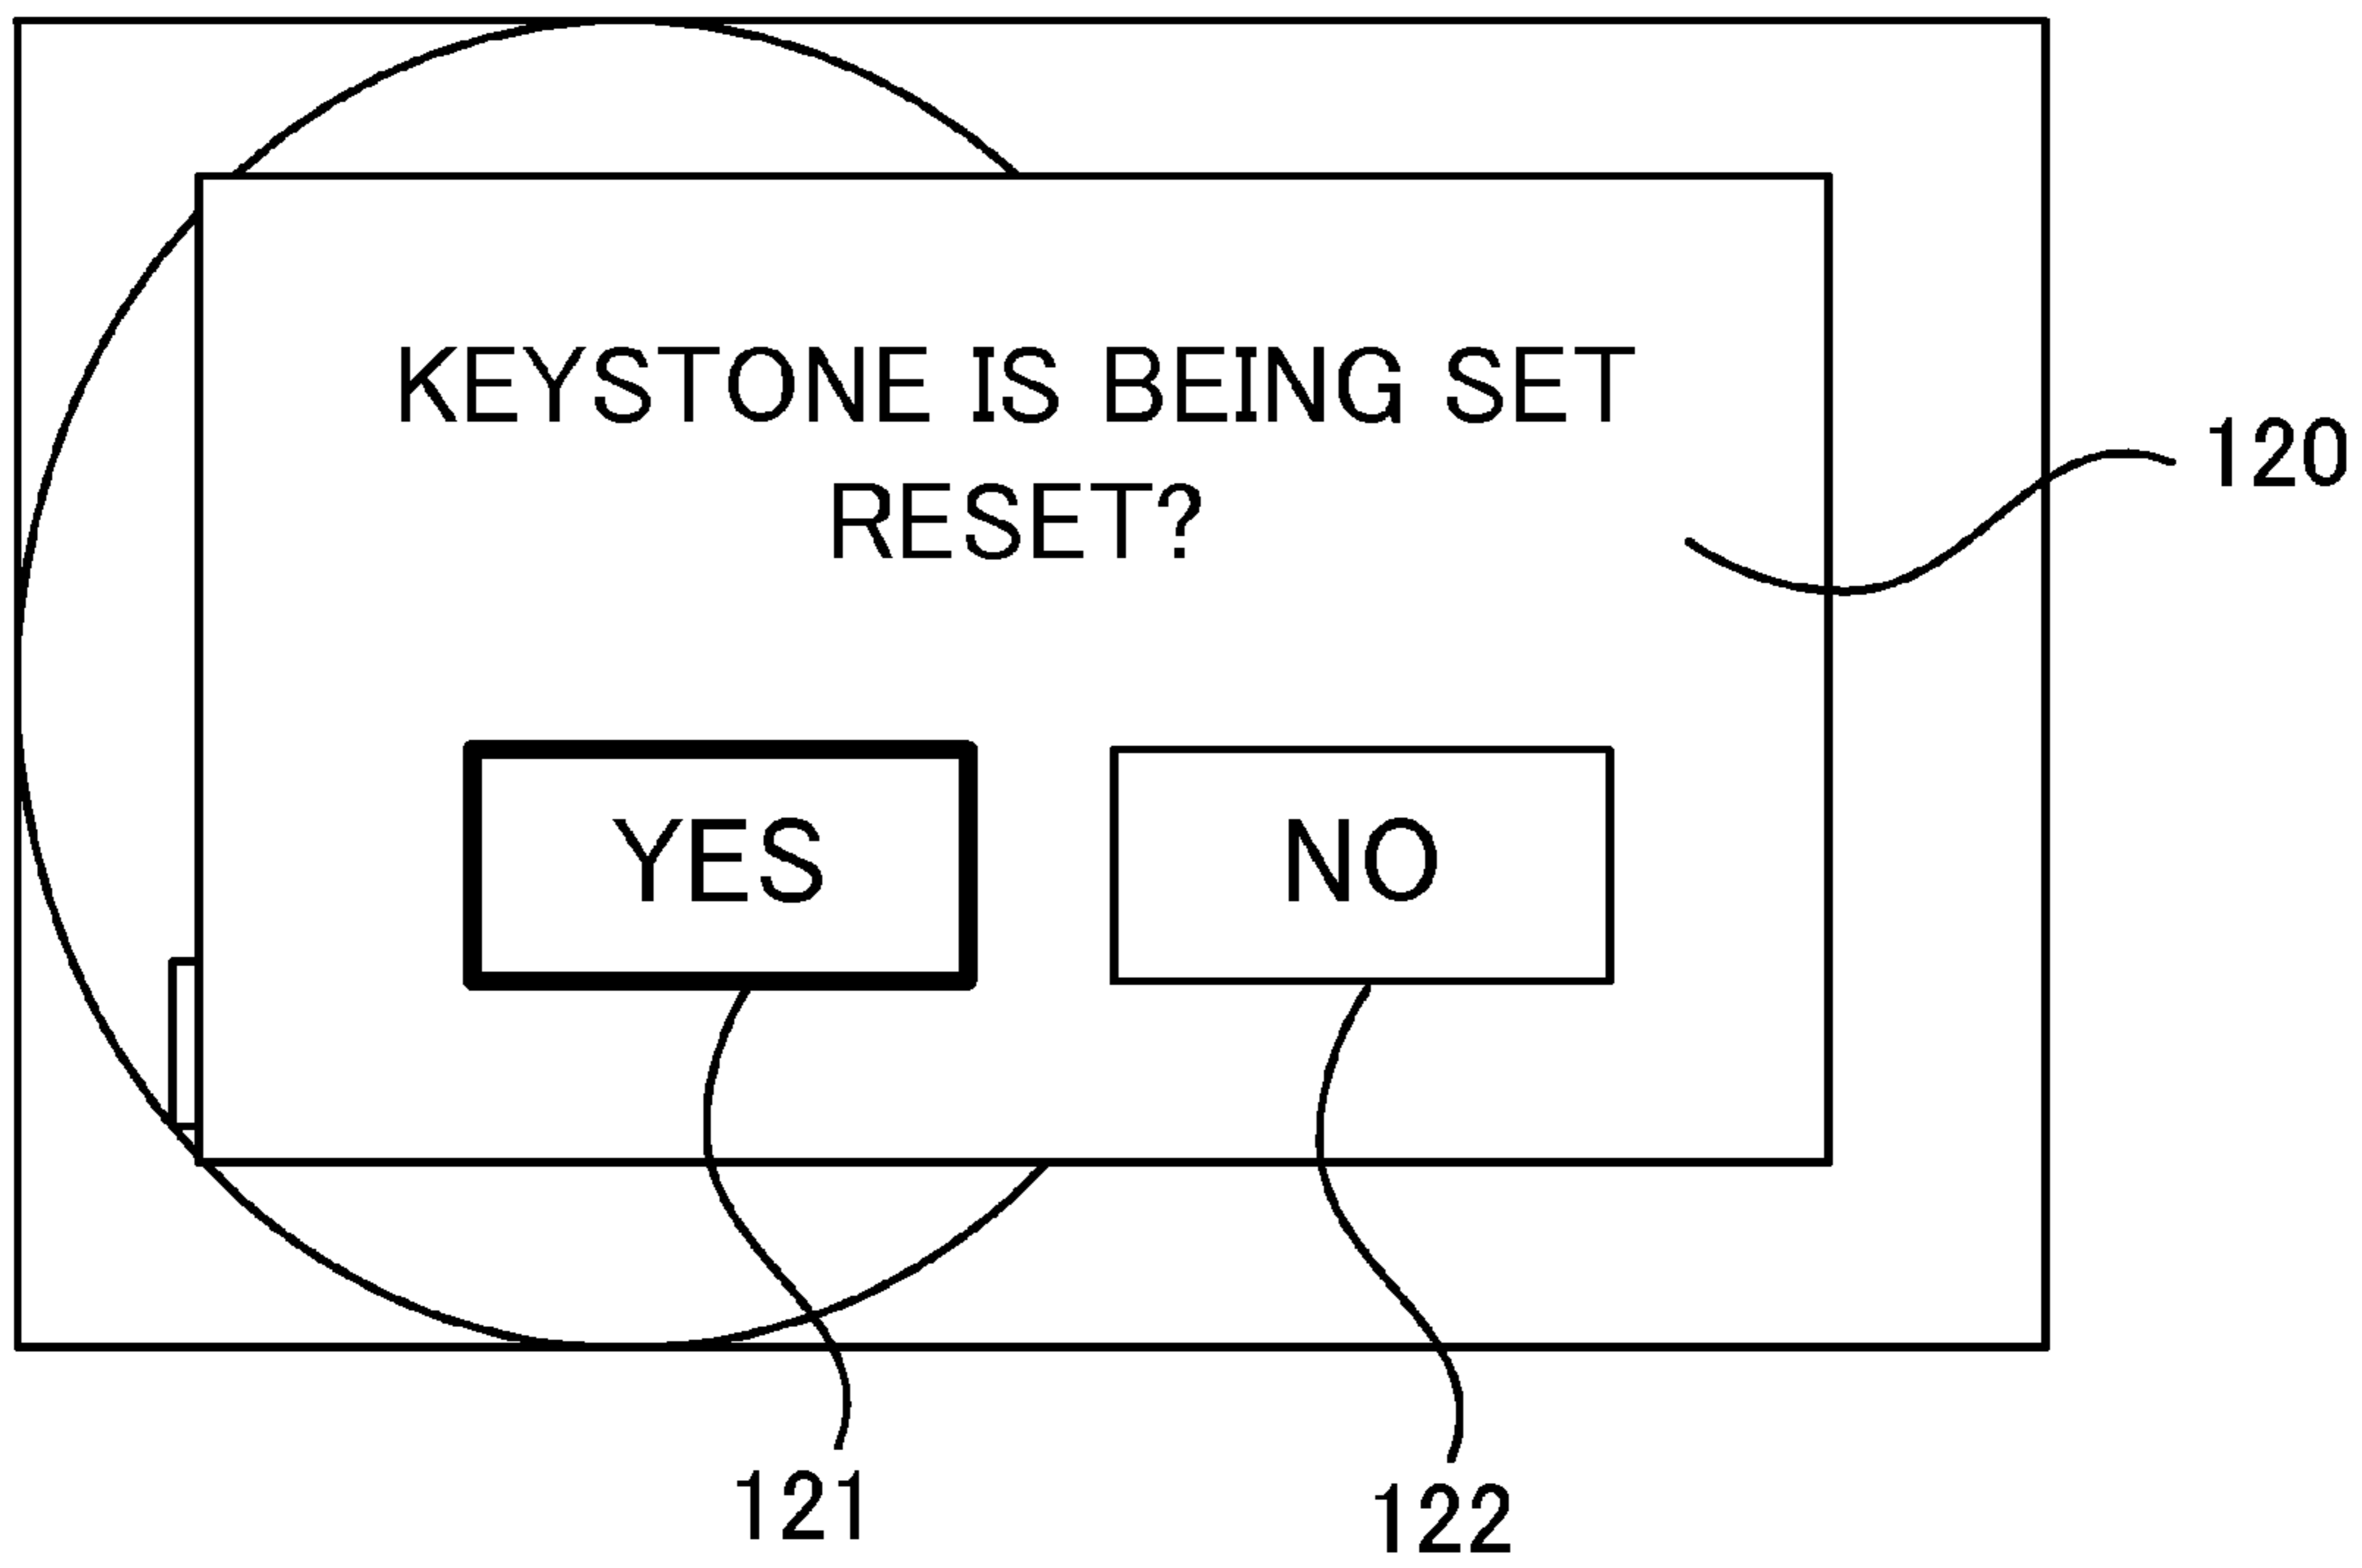 KEYSTONE IS BEING SET
RESET?
120
YES NO
121 122